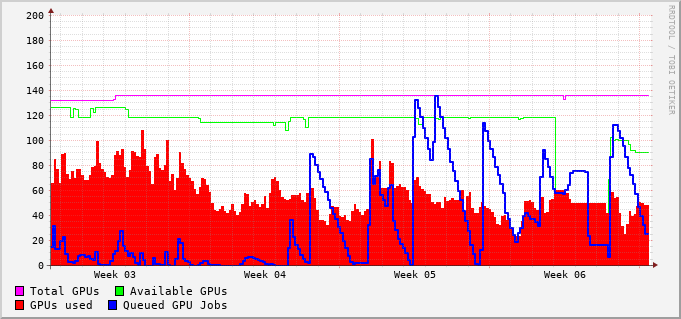 200
180
160
140
120
100
80
60
40
20
0
Week 03 Week 04 Week 05 Week 06
Total GPUs Available GPUs
GPUs used Queued GPU Jobs
RRDTOOL / TOBI OETIKER